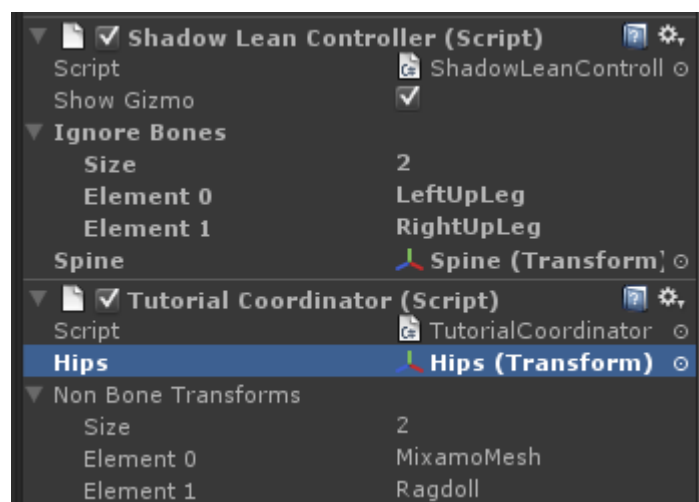 Shadow Lean Controller (Script)
Script ShadowLeanControll
Show Gizmo
Ignore Bones
Size 2
Element 0 LeftUpLeg
Element 1 RightUpLeg
Spine Spine (Transform)
Tutorial Coordinator (Script)
Script TutorialCoordinator
Hips Hips (Transform)
Non Bone Transforms
Size 2
Element 0 MixamoMesh
Element 1 Ragdoll